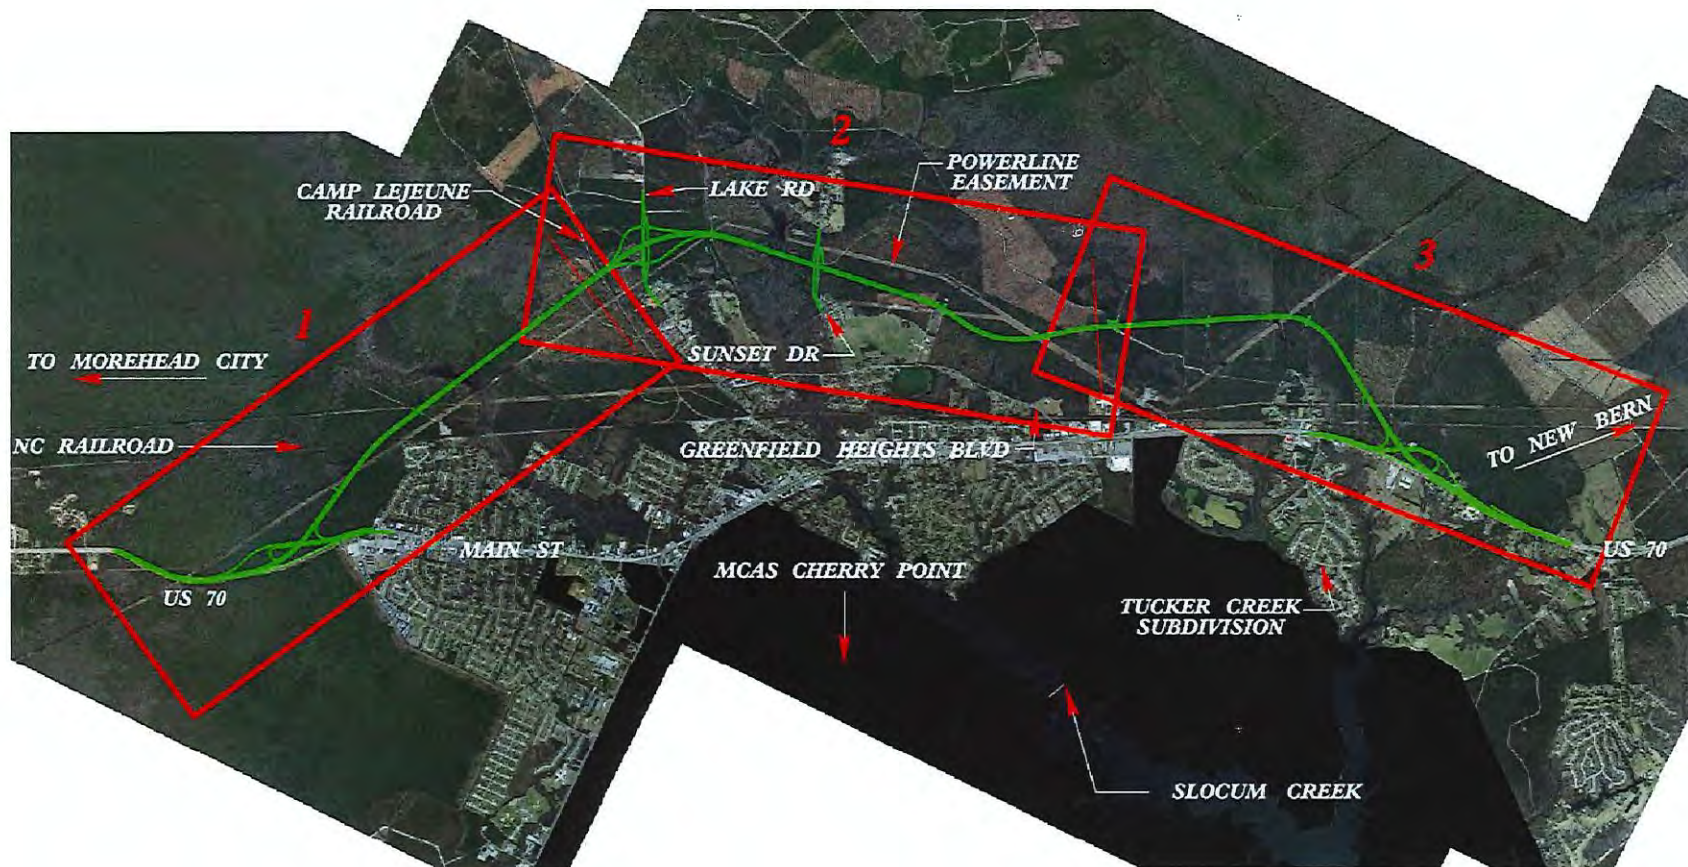 2
POWERLINE
EASEMENT
CAMP LEJEUNE
RAILROAD
LAKE RD
3
1
TO MOREHEAD CITY
SUNSET DR
NC RAILROAD
GREENFIELD HEIGHTS BLVD
TO NEW BERN
MAIN ST
US 70
MCAS CHERRY POINT
US 70
TUCKER CREEK
SUBDIVISION
SLOCUM CREEK